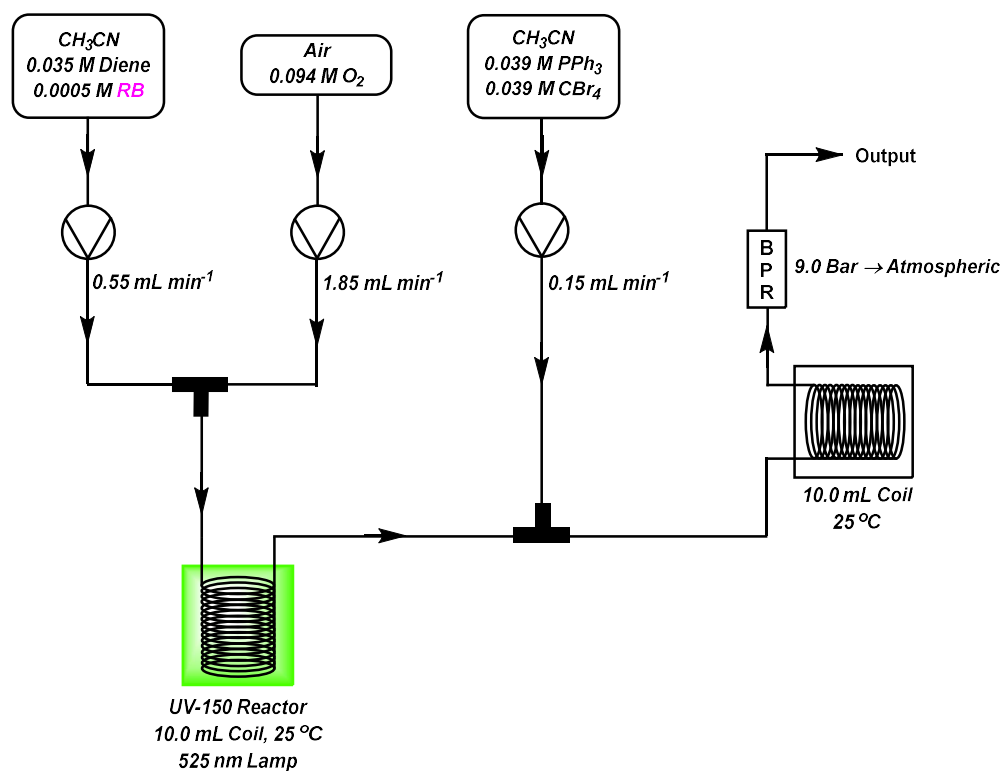 CH₃CN
0.035 M Diene
0.0005 M RB
Air
0.094 M O₂
CH₃CN
0.039 M PPh₃
0.039 M CBr₄
0.55 mL min⁻¹
1.85 mL min⁻¹
0.15 mL min⁻¹
Output
B
P
R
9.0 Bar → Atmospheric
10.0 mL Coil
25 ºC
UV-150 Reactor
10.0 mL Coil, 25 ºC
525 nm Lamp